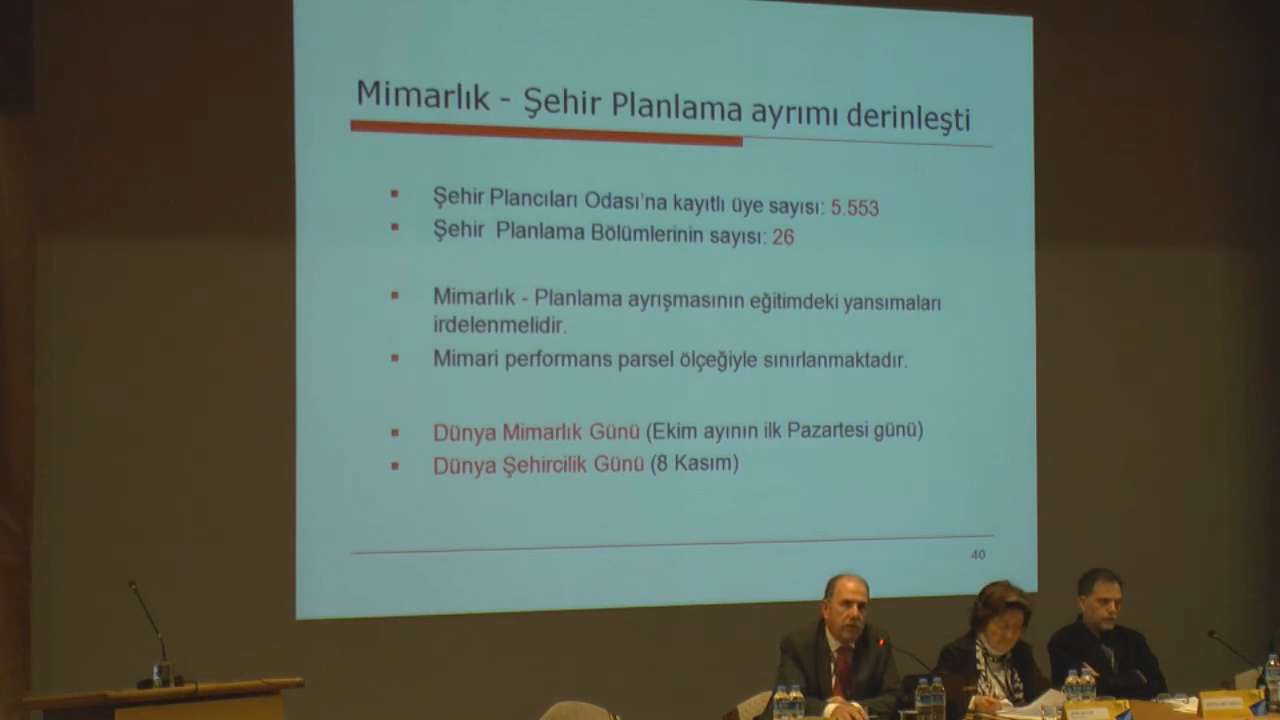 Mimarlık - Şehir Planlama ayrımı derinleşti
Şehir Plancıları Odası'na kayıtlı üye sayısı: 5.553
Şehir Planlama Bölümlerinin sayısı: 26
Mimarlık - Planlama ayrışmasının eğitimdeki yansımaları
irdelenmelidir.
Mimari performans parsel ölçeğiyle sınırlanmaktadır.
Dünya Mimarlık Günü (Ekim ayının ilk Pazartesi günü)
Dünya Şehircilik Günü (8 Kasım)
40